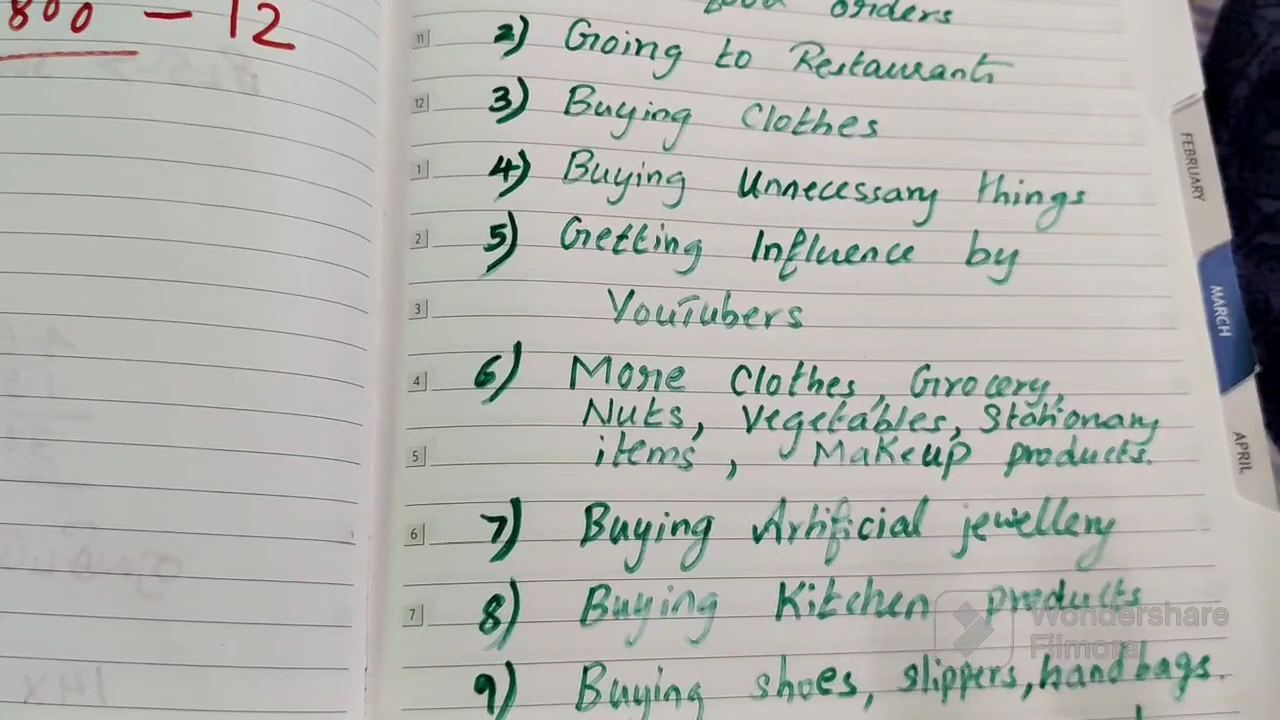 800 - 12
orders
11 2) Going to Restaurants
12 3) Buying Clothes
1 4) Buying Unnecessary things
2 5) Getting Influence by
3 YouTubers
4 6) More Clothes, Grocery,
Nuts, Vegetables, Stationary
5 items, Makeup products.
6 7) Buying Artificial jewellery
7 8) Buying Kitchen products
9) Buying shoes, slippers, handbags.
FEBRUARY
MARCH
APRIL
Wondershare
Filmora